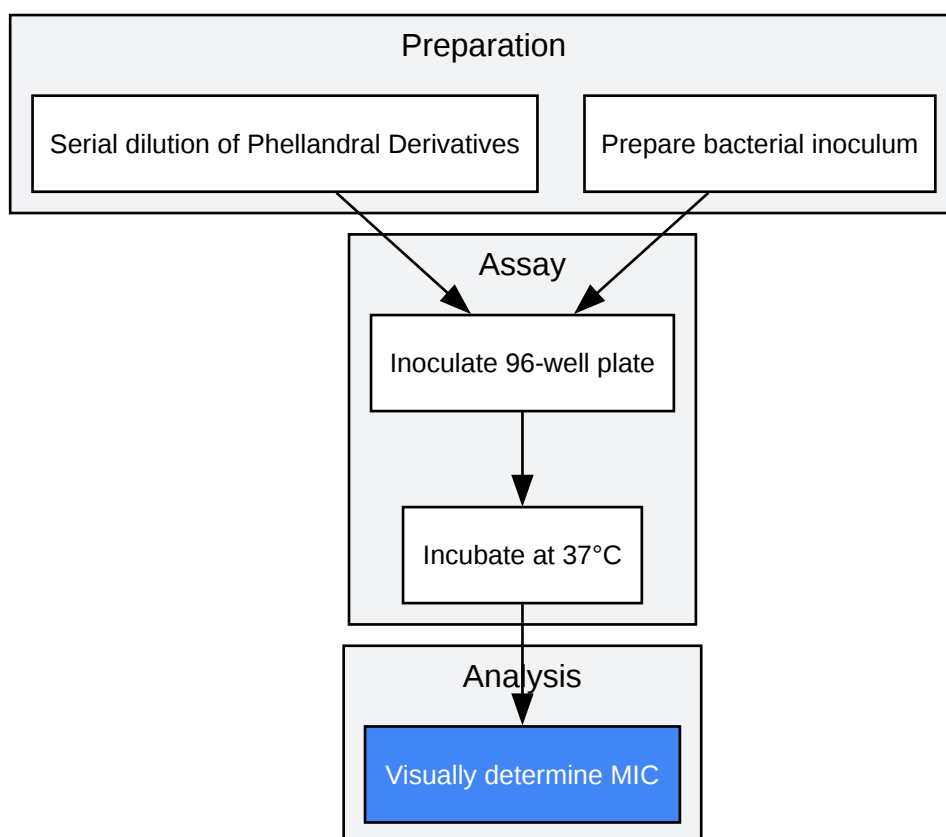 Preparation
Serial dilution of Phellandral Derivatives
Prepare bacterial inoculum
Assay
Inoculate 96-well plate
Incubate at 37°C
Analysis
Visually determine MIC